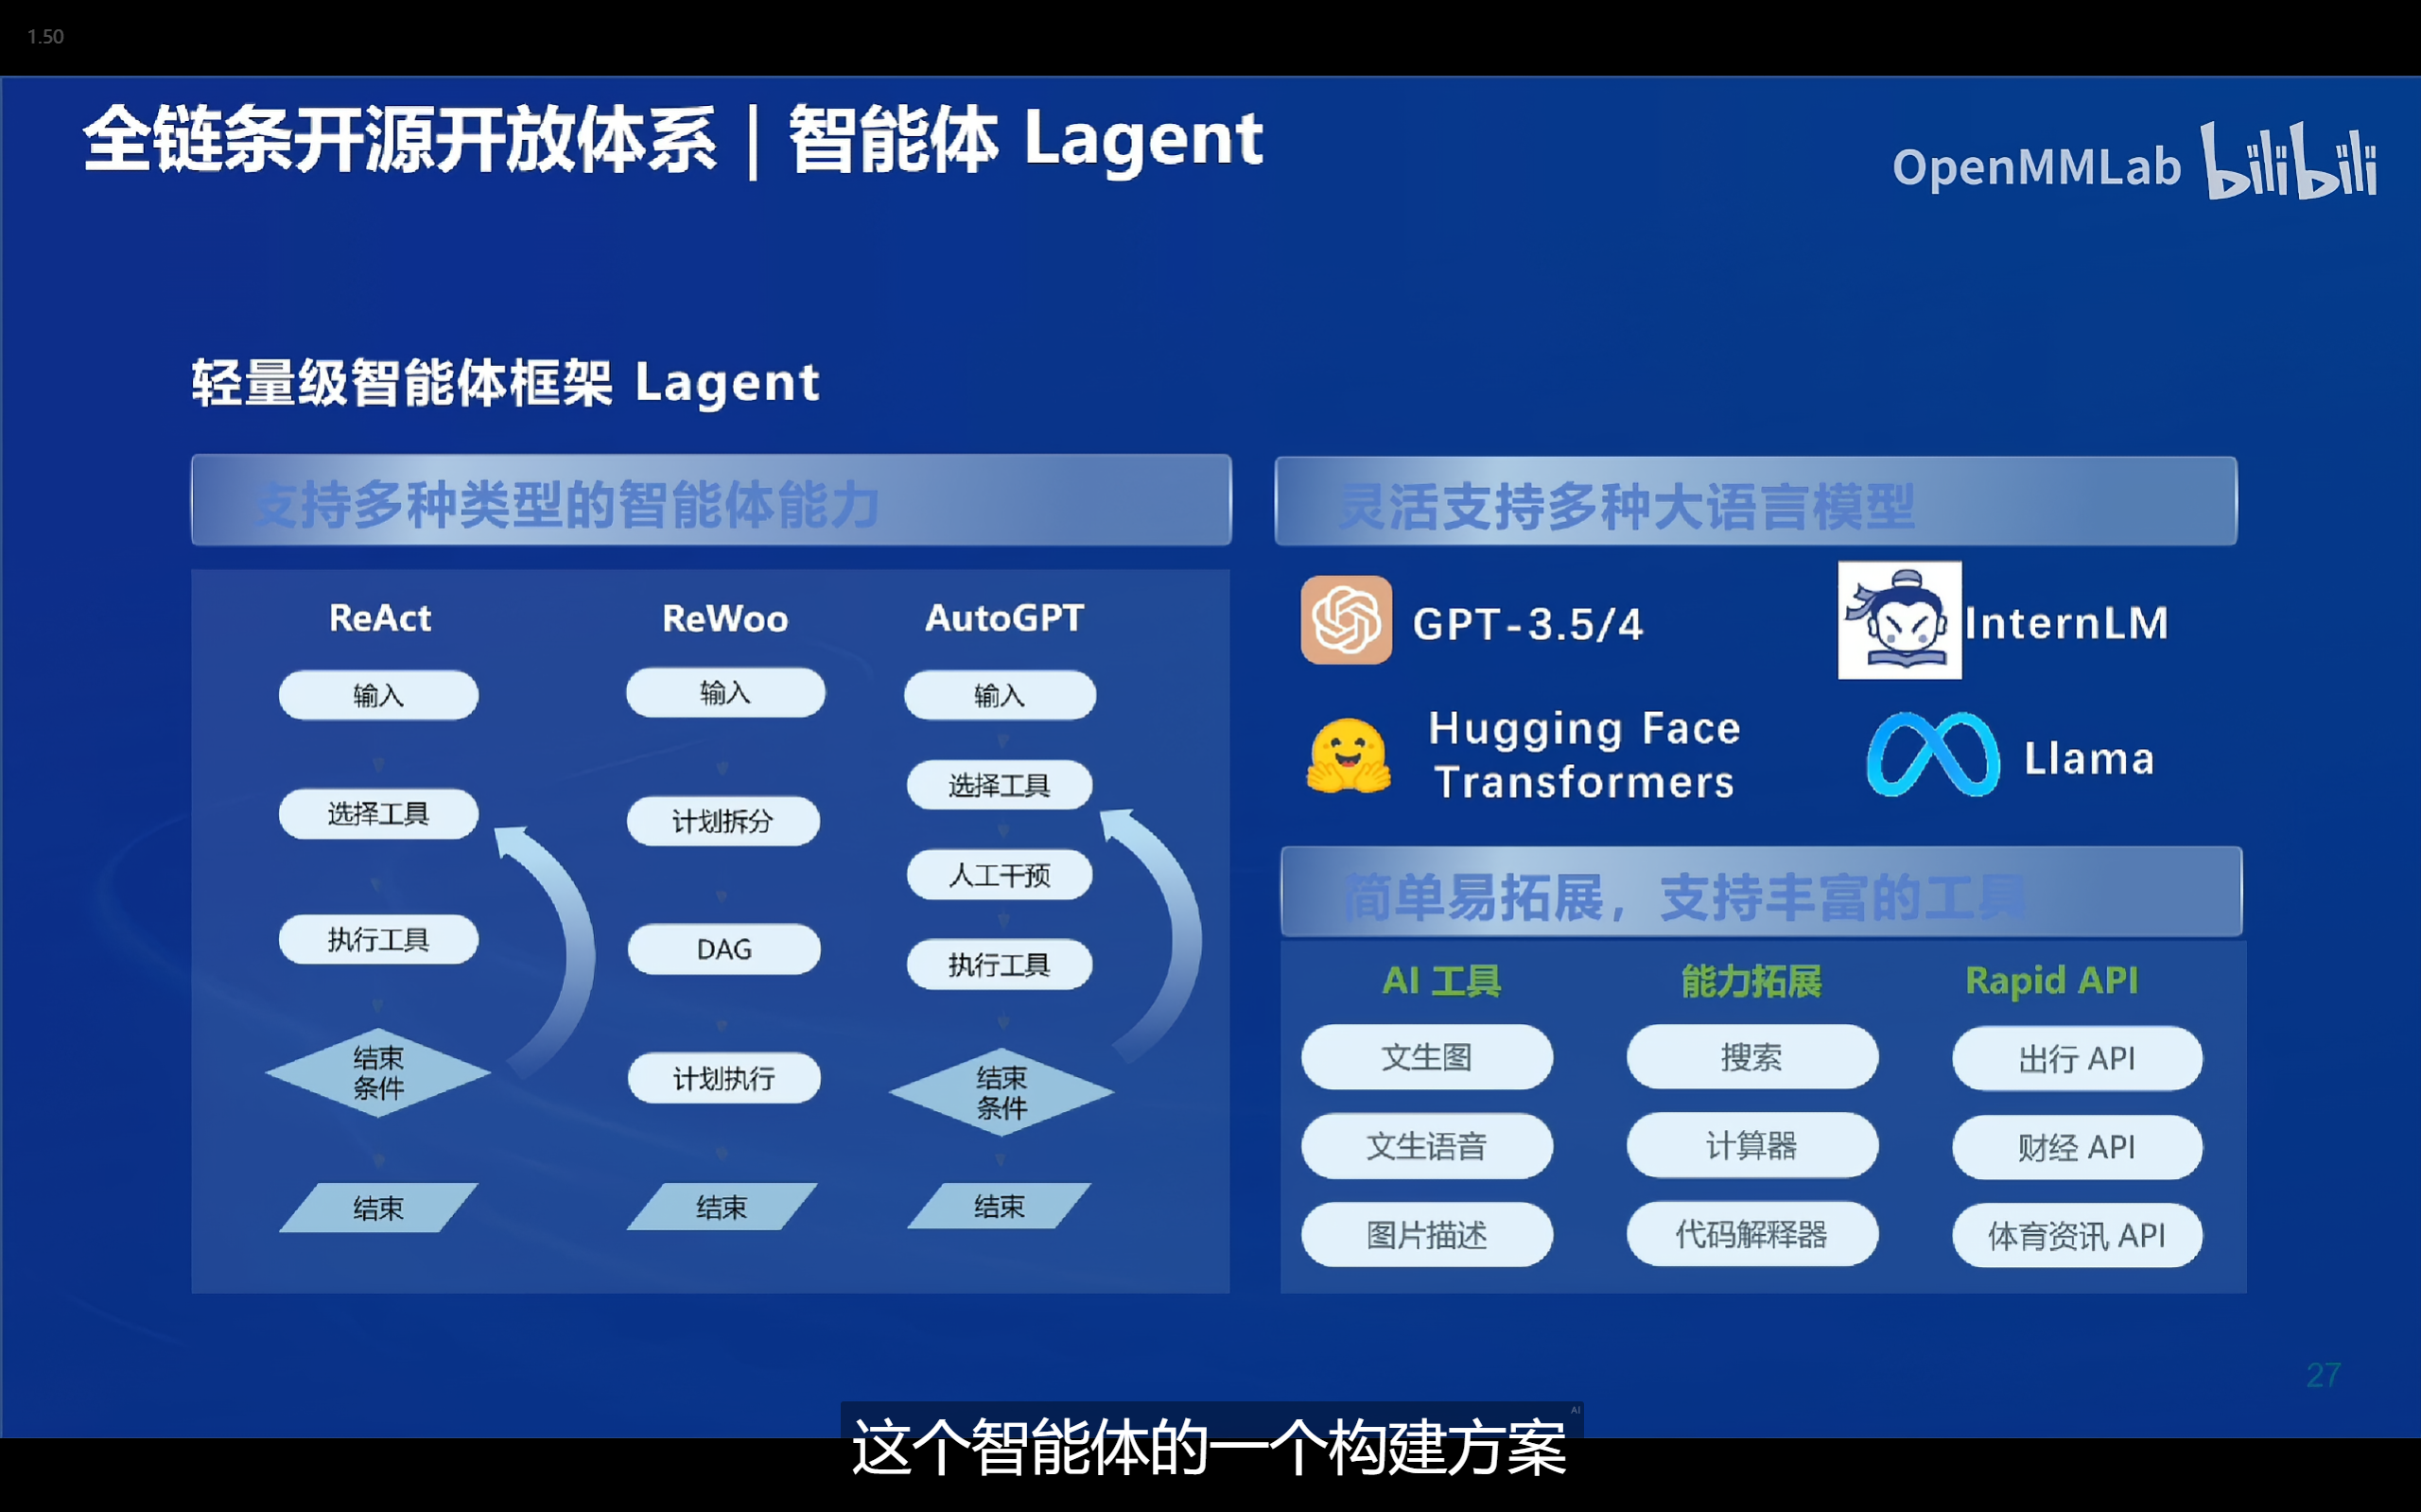 1.50
全链条开源开放体系 | 智能体 Lagent
OpenMMLab bilibili
轻量级智能体框架 Lagent
支持多种类型的智能体能力
ReAct
输入
选择工具
执行工具
结束
条件
结束
ReWoo
输入
计划拆分
DAG
计划执行
结束
AutoGPT
输入
选择工具
人工干预
执行工具
结束
条件
结束
灵活支持多种大语言模型
GPT-3.5/4
InternLM
Hugging Face
Transformers
Llama
简单易拓展，支持丰富的工具
AI 工具
文生图
文生语音
图片描述
能力拓展
搜索
计算器
代码解释器
Rapid API
出行 API
财经 API
体育资讯 API
27
AI
这个智能体的一个构建方案